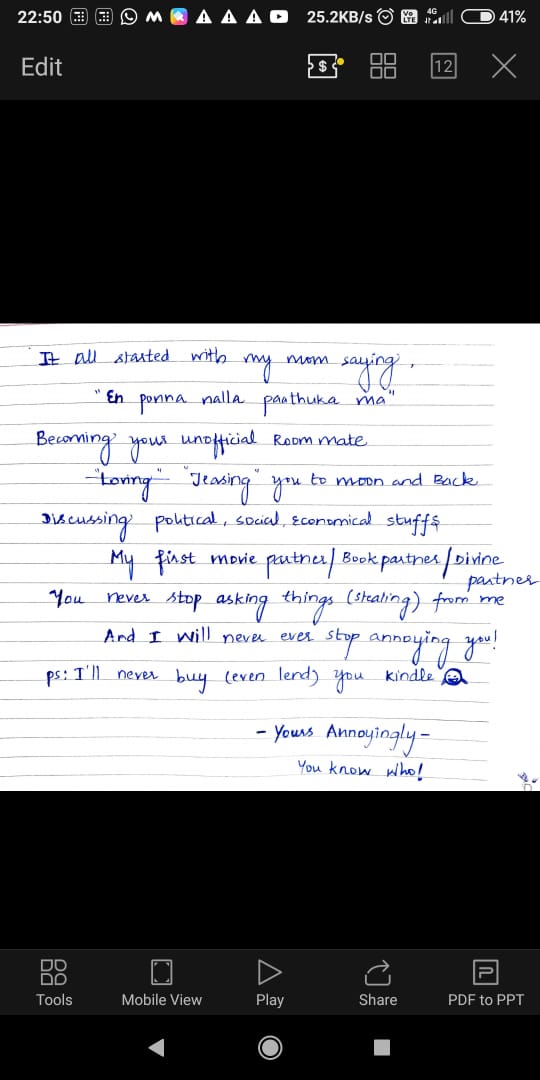 22:50
25.2KB/s
Vo LTE
4G
41%
Edit
$
12
It all started with my mom saying,
"En ponna nalla paathuka ma"
Becoming your unofficial Room mate
"Loving" "Teasing" you to moon and Back
Discussing political, social, economical stuffs
My first movie partner/Book partner/Divine
partner
You never stop asking things (stealing) from me
And I will never ever stop annoying you!
ps: I'll never buy (even lend) you kindle
- Yours Annoyingly -
You know who!
Tools
Mobile View
Play
Share
PDF to PPT